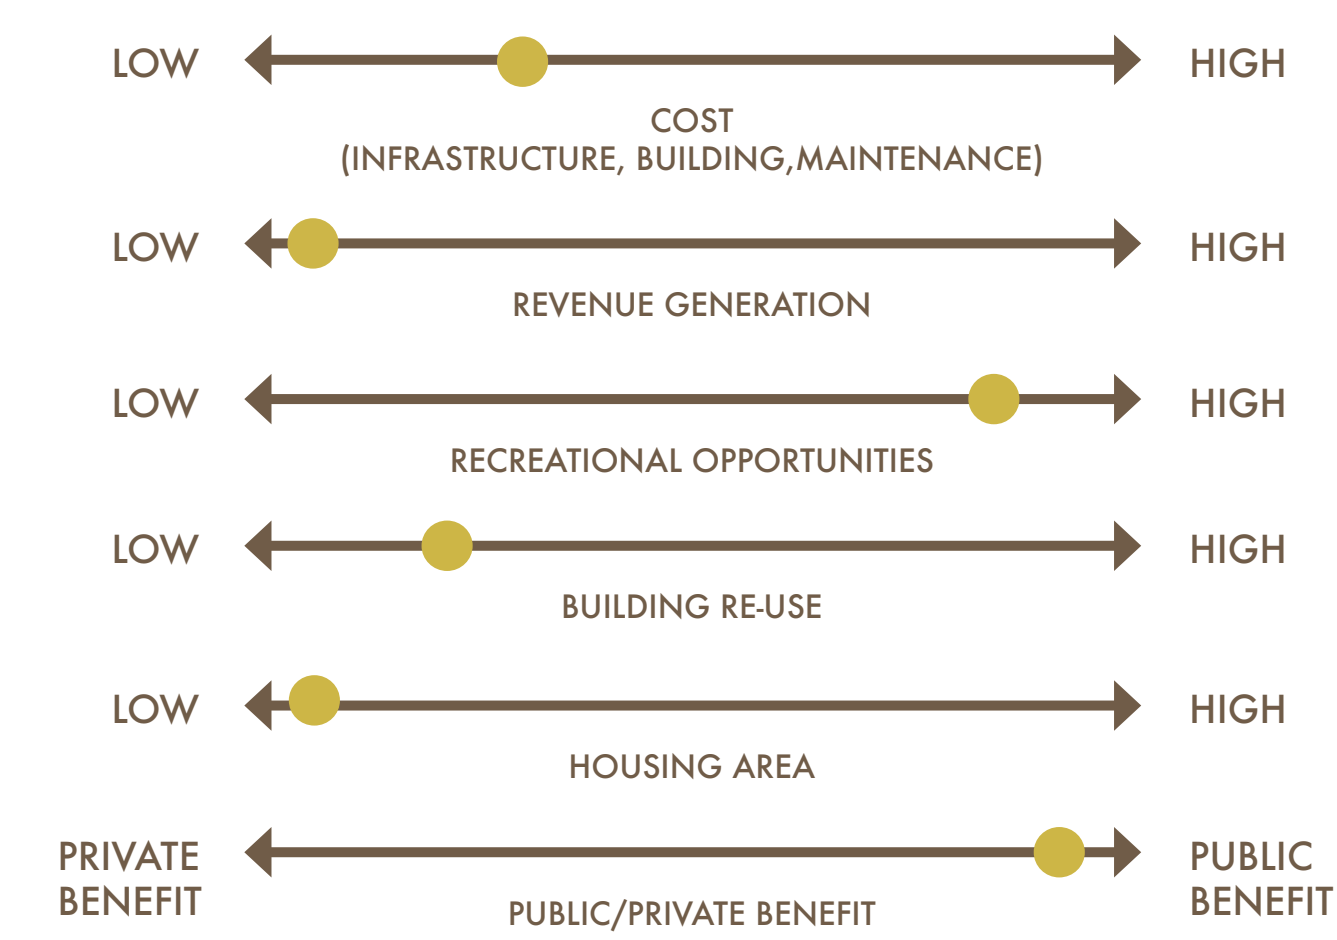 LOW HIGH
COST
(INFRASTRUCTURE, BUILDING,MAINTENANCE)
LOW HIGH
REVENUE GENERATION
LOW HIGH
RECREATIONAL OPPORTUNITIES
LOW HIGH
BUILDING RE-USE
LOW HIGH
HOUSING AREA
PRIVATE
BENEFIT
PUBLIC
BENEFIT
PUBLIC/PRIVATE BENEFIT